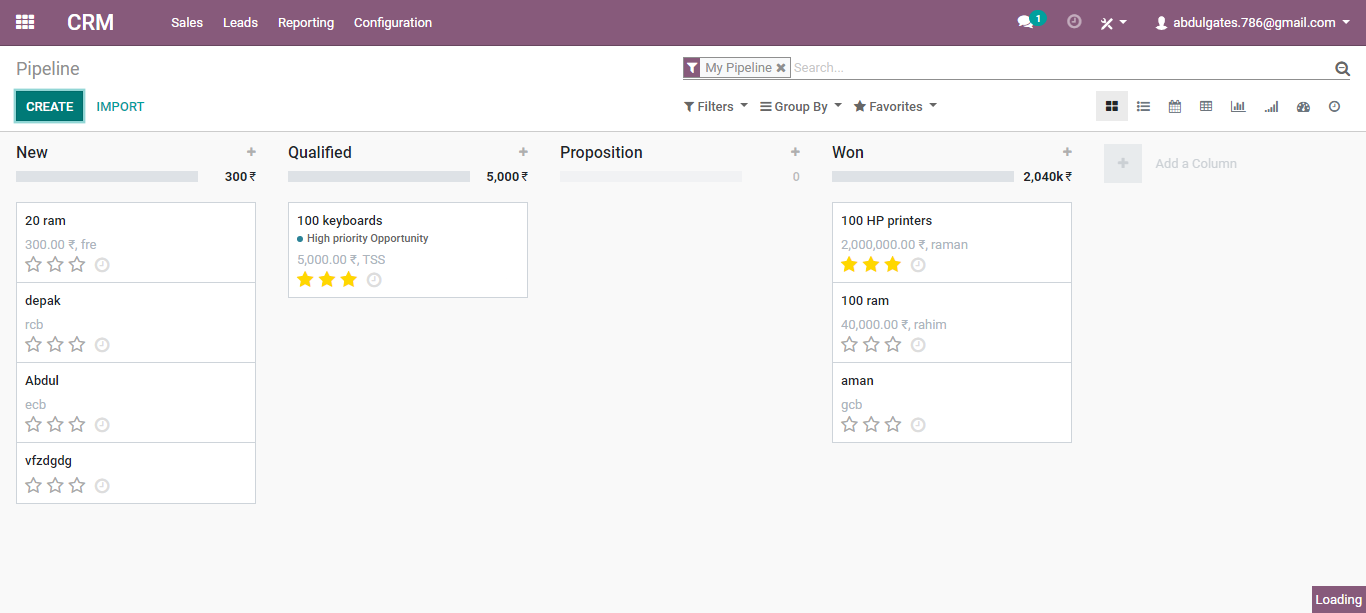 CRM Sales Leads Reporting Configuration 1 abdulgates.786@gmail.com
Pipeline
My Pipeline Search...
CREATE IMPORT Filters Group By Favorites
New
300 ₹
20 ram
300.00 ₹, fre
depak
rcb
Abdul
ecb
vfzdgdg
Qualified
5,000 ₹
100 keyboards
High priority Opportunity
5,000.00 ₹, TSS
Proposition
0
Won
2,040k ₹
100 HP printers
2,000,000.00 ₹, raman
100 ram
40,000.00 ₹, rahim
aman
gcb
Add a Column
Loading